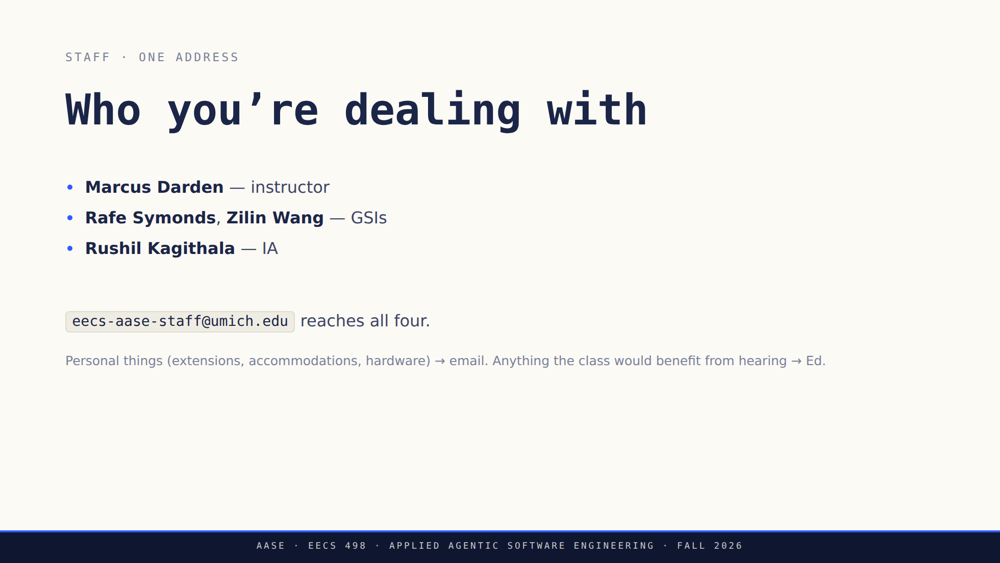 STAFF · ONE ADDRESS
Who you’re dealing with
• Marcus Darden — instructor
• Rafe Symonds, Zilin Wang — GSIs
• Rushil Kagithala — IA
eecs-aase-staff@umich.edu reaches all four.
Personal things (extensions, accommodations, hardware) → email. Anything the class would benefit from hearing → Ed.
AASE · EECS 498 · APPLIED AGENTIC SOFTWARE ENGINEERING · FALL 2026